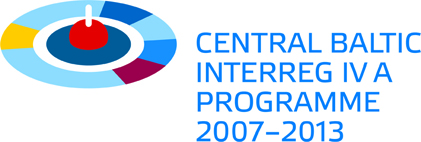 CENTRAL BALTIC
INTERREG IV A
PROGRAMME
2007–2013